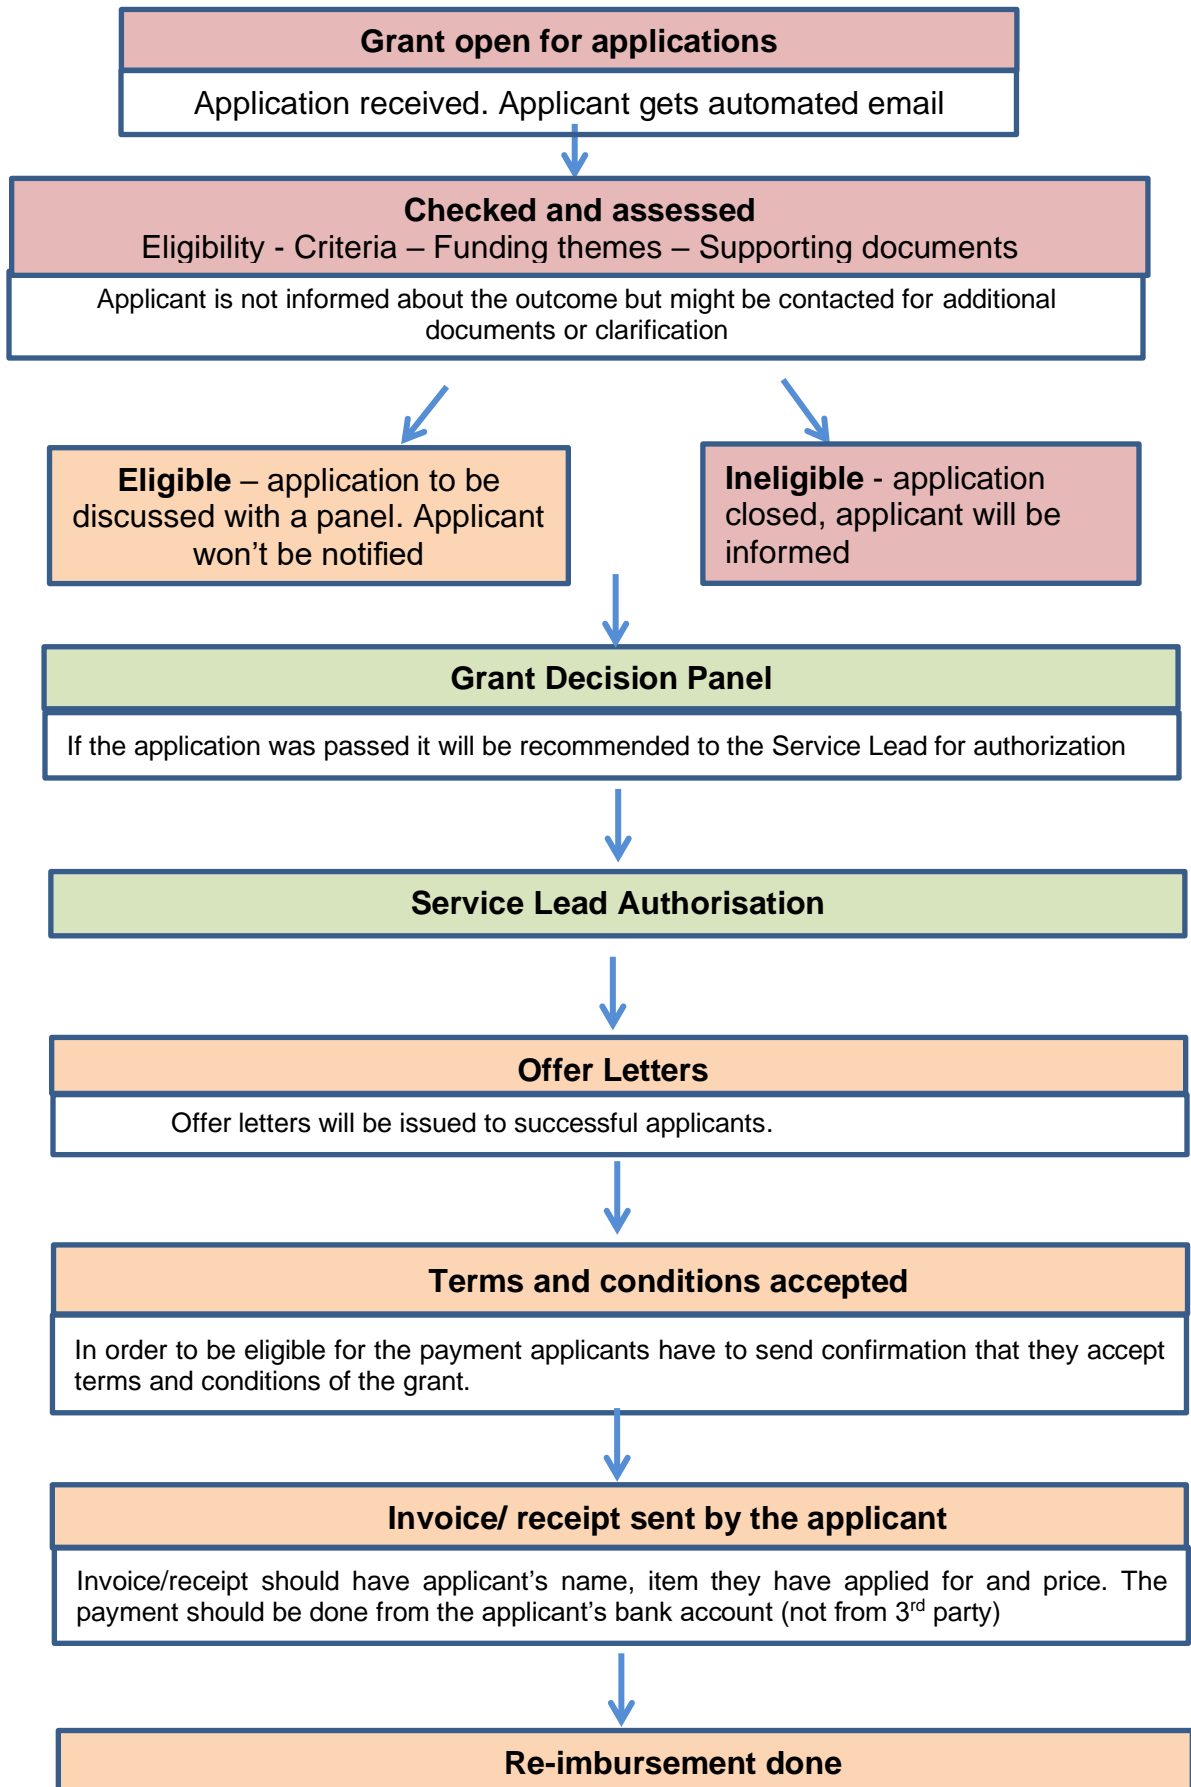 Grant open for applications
Application received. Applicant gets automated email
Checked and assessed
Eligibility - Criteria – Funding themes – Supporting documents
Applicant is not informed about the outcome but might be contacted for additional
documents or clarification
Eligible – application to be
discussed with a panel. Applicant
won’t be notified
Ineligible - application
closed, applicant will be
informed
Grant Decision Panel
If the application was passed it will be recommended to the Service Lead for authorization
Service Lead Authorisation
Offer Letters
Offer letters will be issued to successful applicants.
Terms and conditions accepted
In order to be eligible for the payment applicants have to send confirmation that they accept
terms and conditions of the grant.
Invoice/ receipt sent by the applicant
Invoice/receipt should have applicant’s name, item they have applied for and price. The
payment should be done from the applicant’s bank account (not from 3rd party)
Re-imbursement done